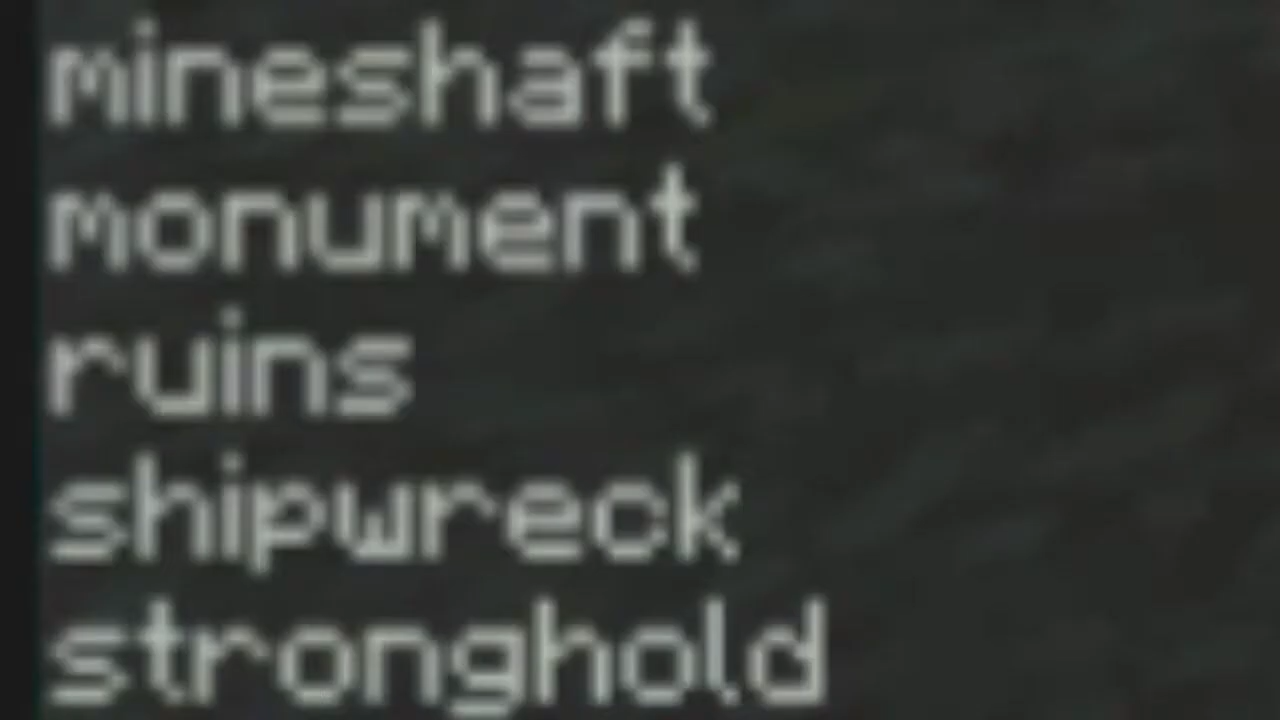 mineshaft
monument
ruins
shipwreck
stronghold